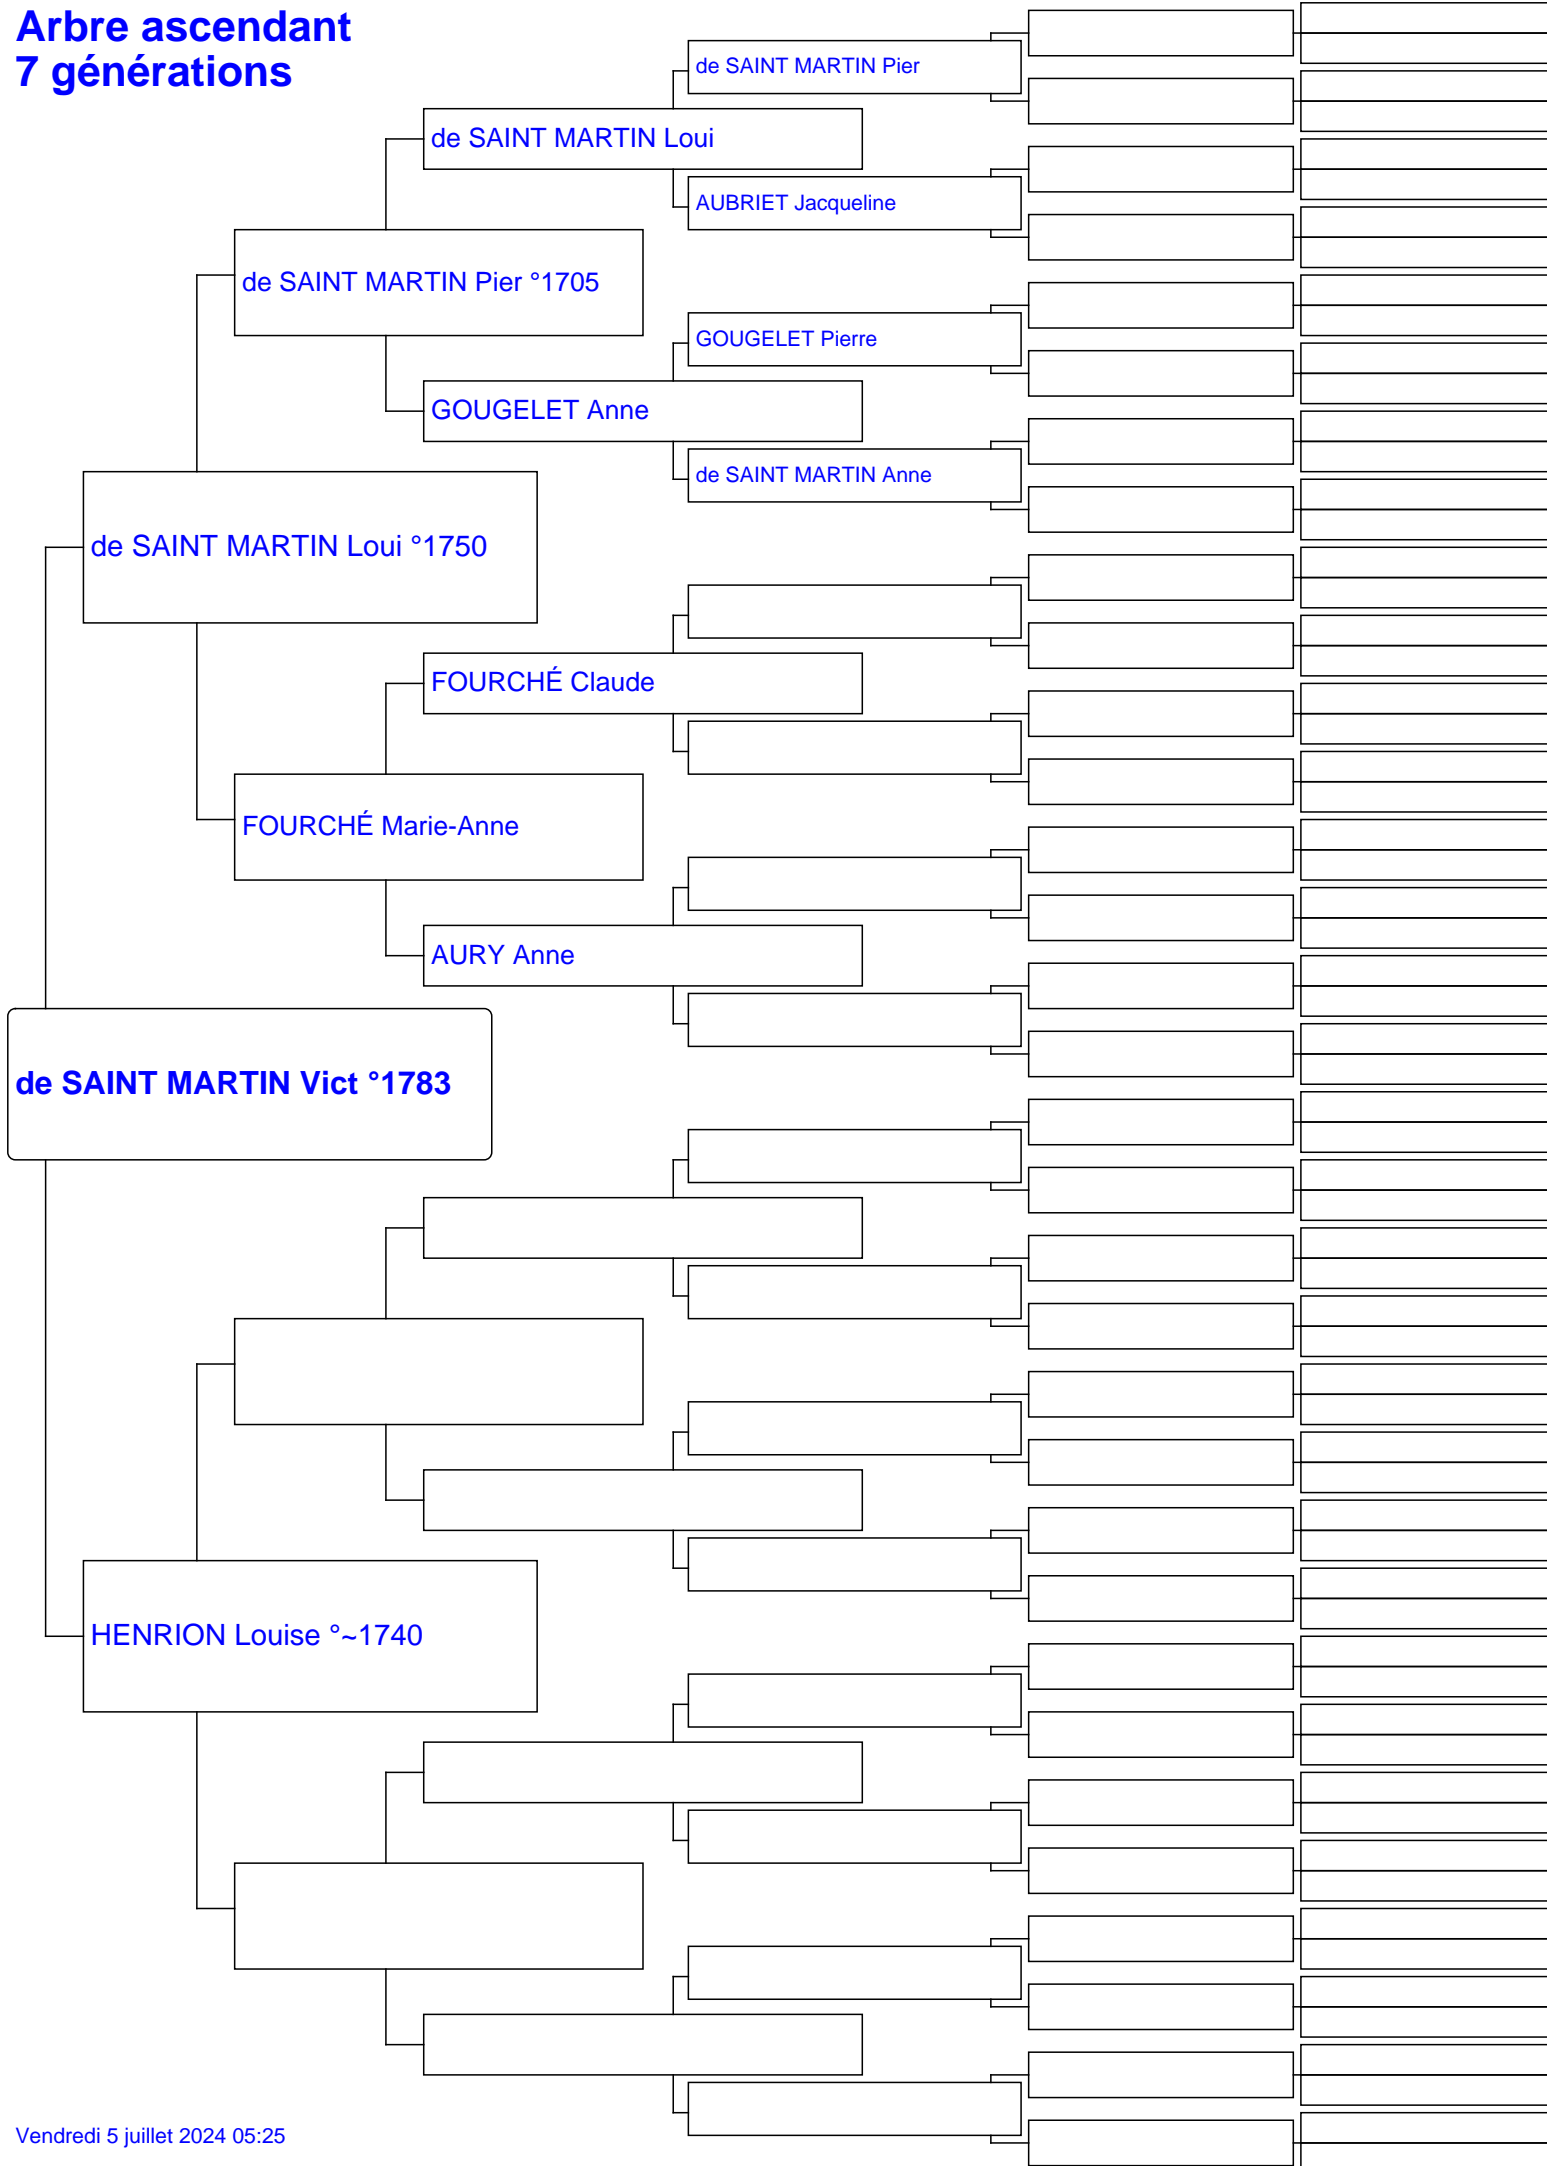 Arbre ascendant
7 générations
de SAINT MARTIN Pier
de SAINT MARTIN Loui
AUBRIET Jacqueline
de SAINT MARTIN Pier °1705
GOUGELET Pierre
GOUGELET Anne
de SAINT MARTIN Anne
de SAINT MARTIN Loui °1750
FOURCHÉ Claude
FOURCHÉ Marie-Anne
AURY Anne
de SAINT MARTIN Vict °1783
HENRION Louise °~1740
Vendredi 5 juillet 2024 05:25